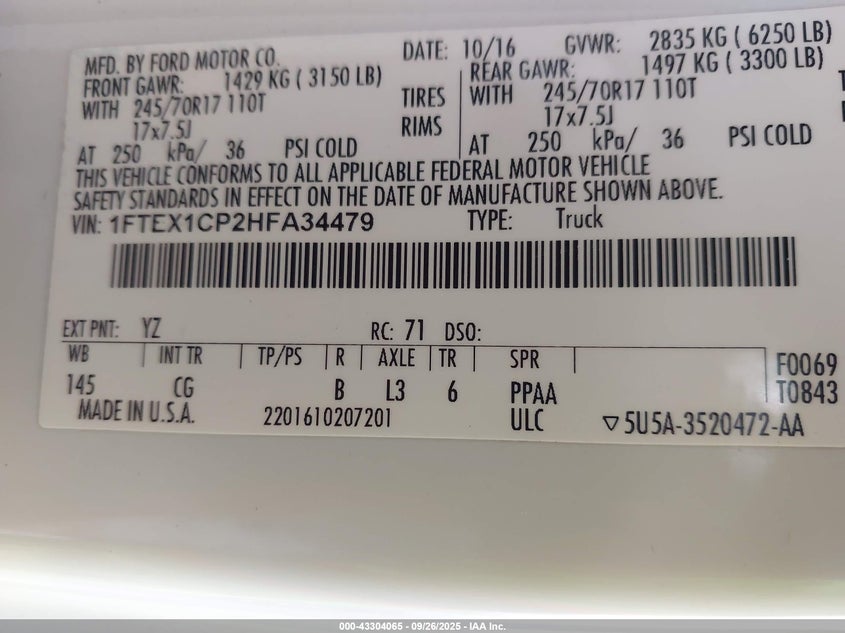 MFD. BY FORD MOTOR CO.
DATE: 10/16 GVWR: 2835 KG ( 6250 LB)
FRONT GAWR: 1429 KG ( 3150 LB) REAR GAWR: 1497 KG ( 3300 LB)
WITH 245/70R17 110T TIRES WITH 245/70R17 110T
17x7.5J RIMS 17x7.5J
AT 250 kPa/ 36 PSI COLD AT 250 kPa/ 36 PSI COLD
THIS VEHICLE CONFORMS TO ALL APPLICABLE FEDERAL MOTOR VEHICLE
SAFETY STANDARDS IN EFFECT ON THE DATE OF MANUFACTURE SHOWN ABOVE.
VIN: 1FTEX1CP2HFA34479 TYPE: Truck
EXT PNT: YZ RC: 71 DSO:
WB INT TR TP/PS R AXLE TR SPR F0069
145 CG B L3 6 PPAA T0843
MADE IN U.S.A. 2201610207201 ULC ▽5U5A-3520472-AA
000-43304065 - 09/26/2025 - IAA Inc.